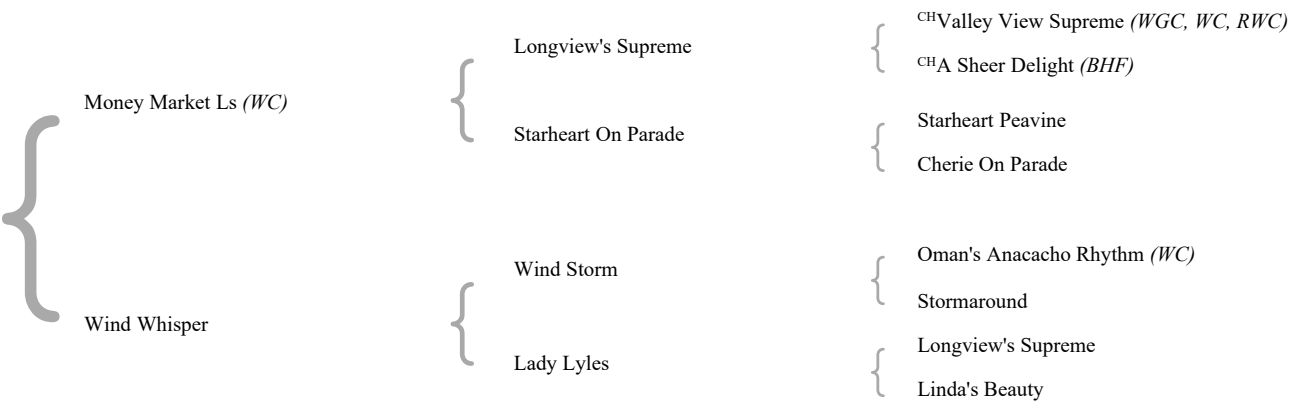 Money Market Ls (WC)
Wind Whisper
Longview's Supreme
Starheart On Parade
Wind Storm
Lady Lyles
CHValley View Supreme (WGC, WC, RWC)
CHA Sheer Delight (BHF)
Starheart Peavine
Cherie On Parade
Oman's Anacacho Rhythm (WC)
Stormaround
Longview's Supreme
Linda's Beauty